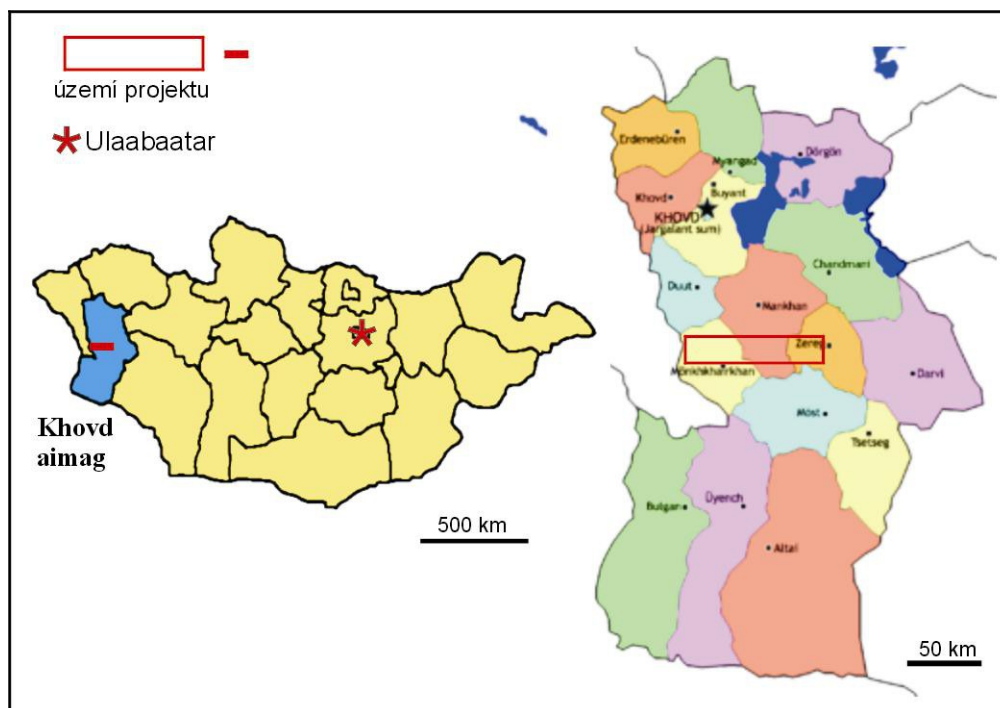 území projektu
Ulaabaatar
Khovd
aimag
500 km
Erdenebüren
Myangad
Dörgön
Khovd
Buyant
KHOVD
(Jargalant sum)
Chandmani
Duut
Mankhan
Zereg
Mönkhkhairkhan
Darvi
Möst
Tsetseg
Bulgan
Üyench
Altai
50 km